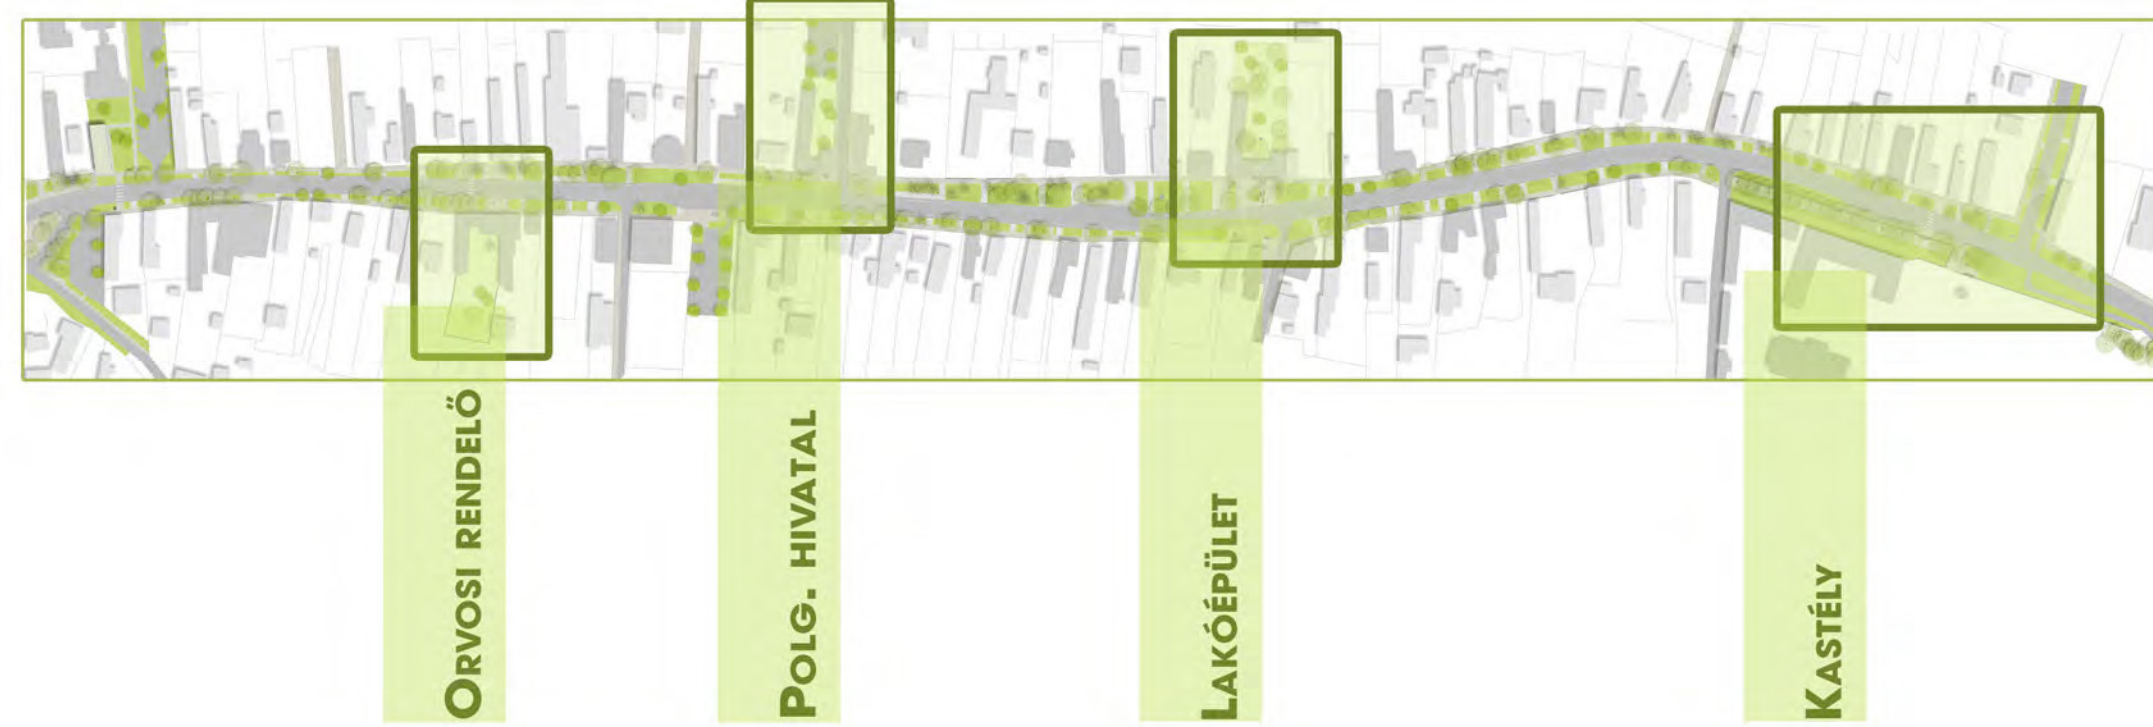 Orvosi rendelő
Polg. hivatal
Lakóépület
Kastély